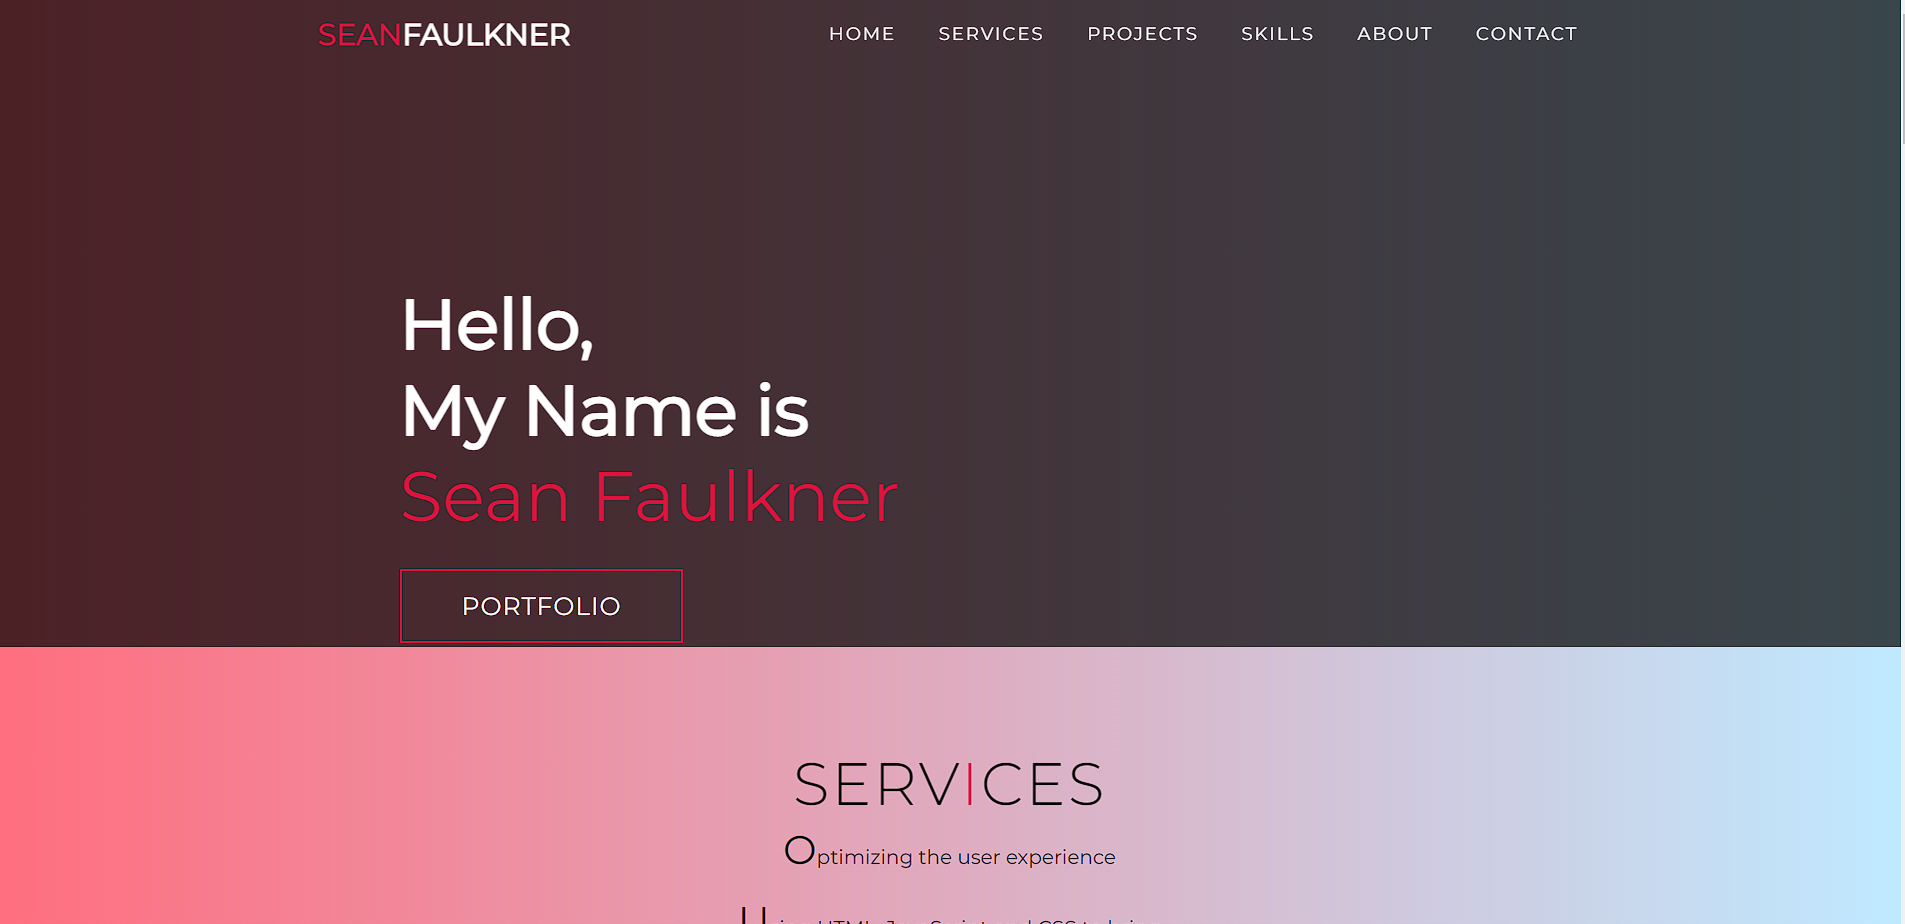 SEANFAULKNER
HOME SERVICES PROJECTS SKILLS ABOUT CONTACT
Hello,
My Name is
Sean Faulkner
PORTFOLIO
SERVICES
Optimizing the user experience